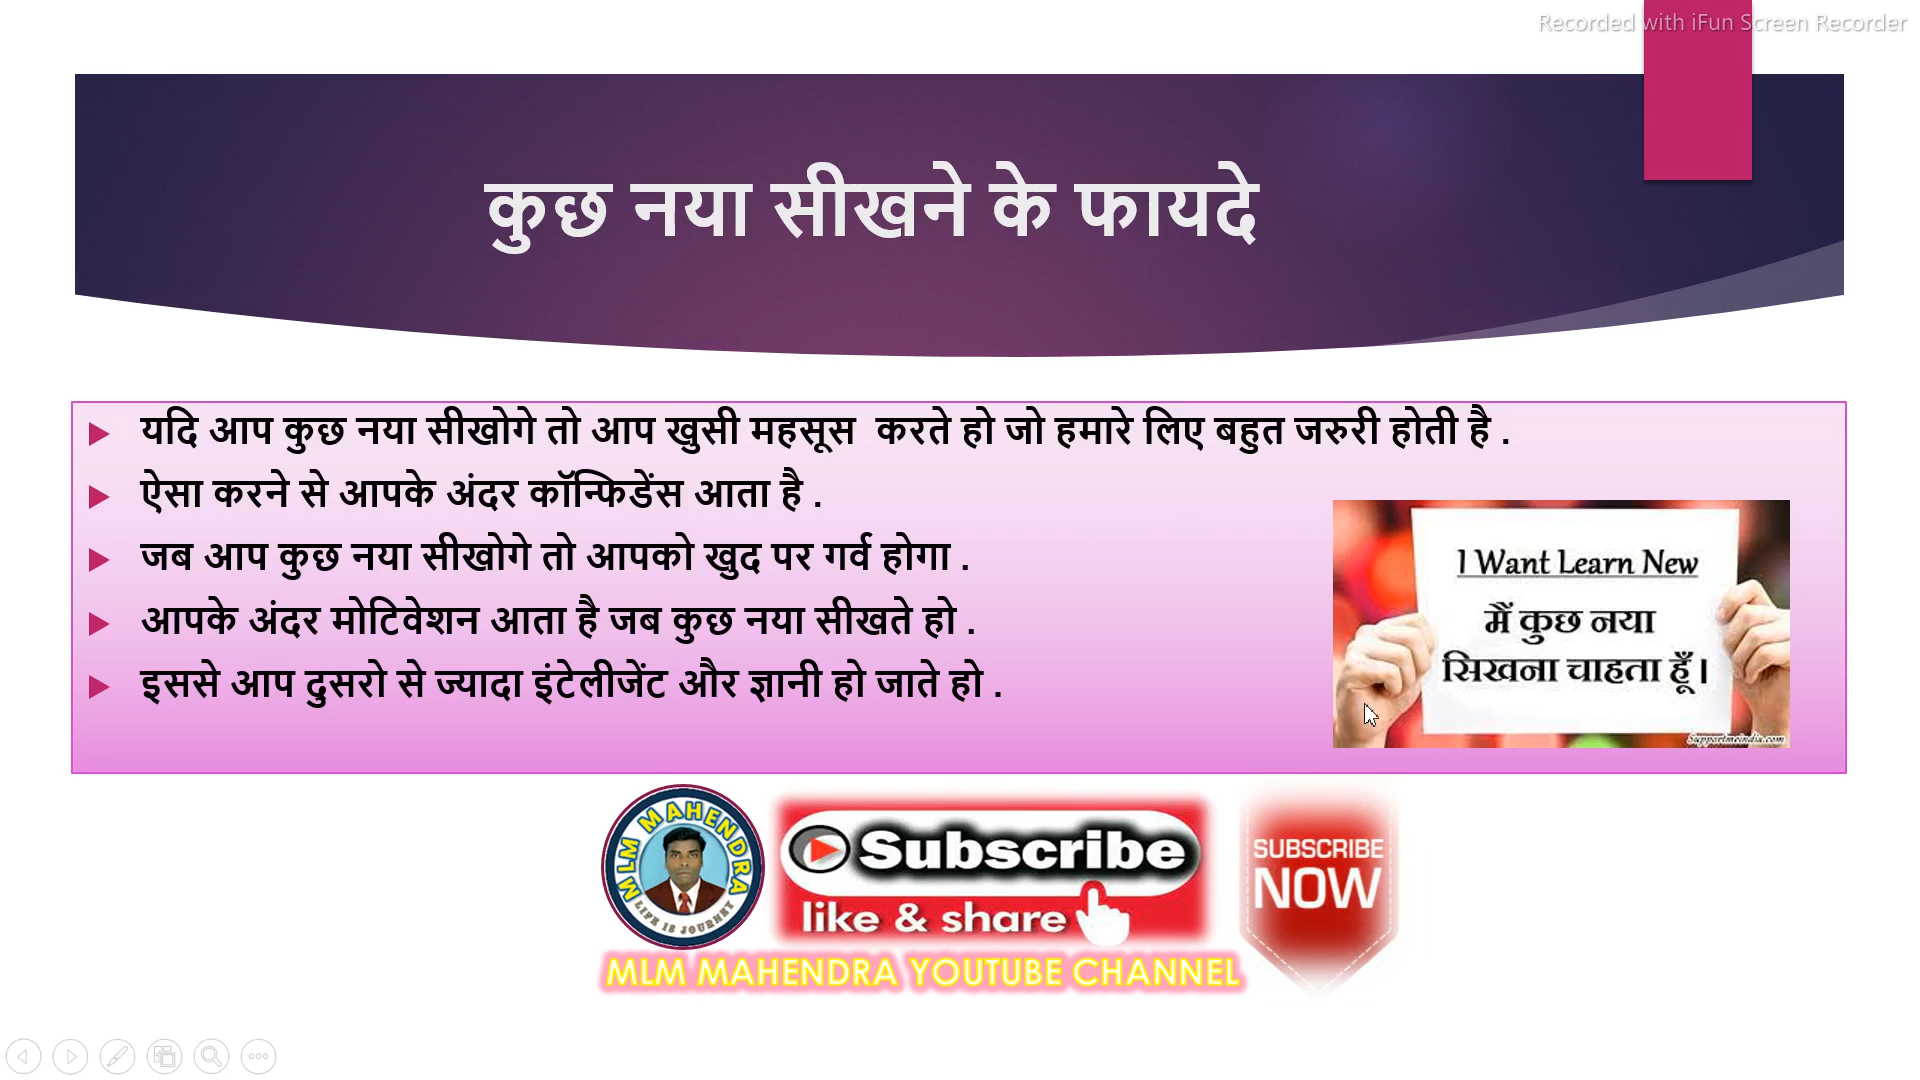 Recorded with iFun Screen Recorder
कुछ नया सीखने के फायदे
यदि आप कुछ नया सीखोगे तो आप खुसी महसूस करते हो जो हमारे लिए बहुत जरुरी होती है .
ऐसा करने से आपके अंदर कॉन्फिडेंस आता है .
जब आप कुछ नया सीखोगे तो आपको खुद पर गर्व होगा .
आपके अंदर मोटिवेशन आता है जब कुछ नया सीखते हो .
इससे आप दुसरो से ज्यादा इंटेलीजेंट और ज्ञानी हो जाते हो .
I Want Learn New
मैं कुछ नया
सिखना चाहता हूँ।
Supportmeindia.com
MLM MAHENDRA
LIFE IS JOURNEY
Subscribe
like & share
SUBSCRIBE
NOW
MLM MAHENDRA YOUTUBE CHANNEL